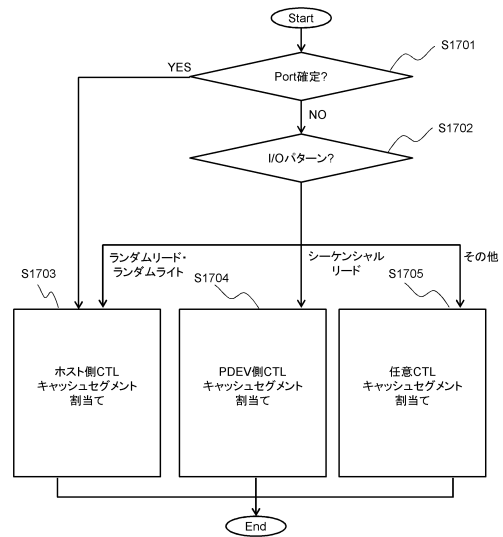 Start
S1701
YES
Port確定?
NO
S1702
I/Oパターン?
ランダムリード・
ランダムライト
シーケンシャル
リード
その他
S1703
S1704
S1705
ホスト側CTL
キャッシュセグメント
割当て
PDEV側CTL
キャッシュセグメント
割当て
任意CTL
キャッシュセグメント
割当て
End